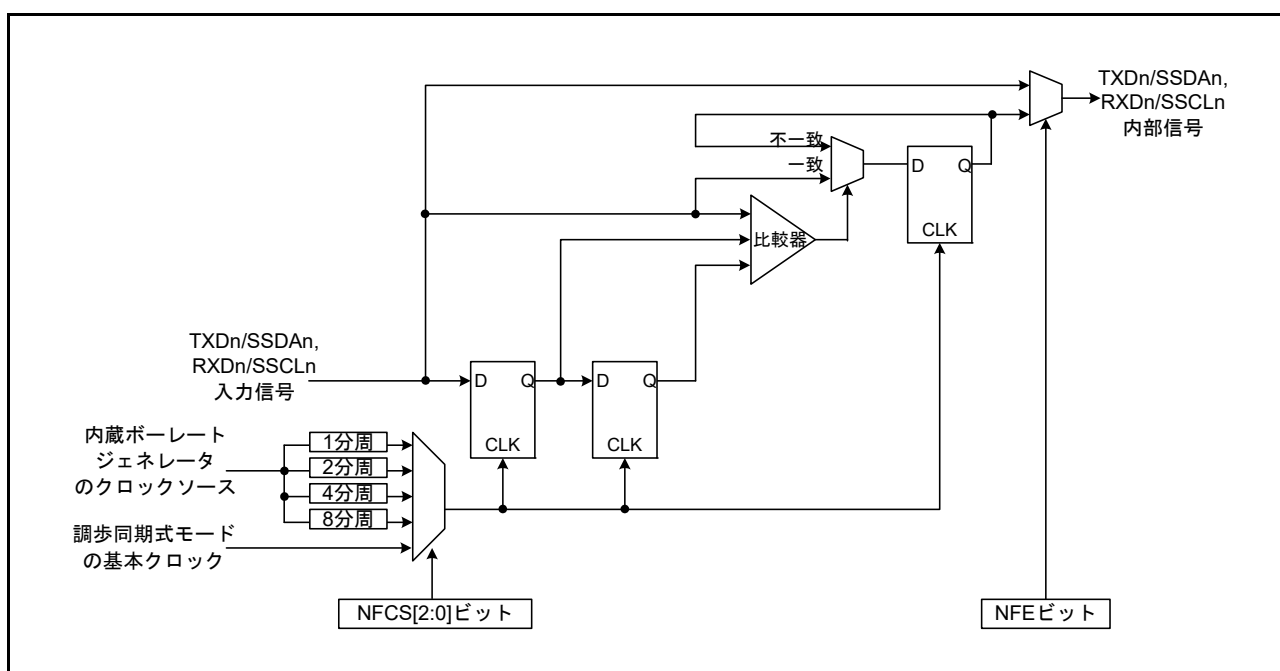 TXDn/SSDAn,
RXDn/SSCLn
内部信号
不一致
一致
D
Q
CLK
比較器
TXDn/SSDAn,
RXDn/SSCLn
入力信号
D
Q
CLK
D
Q
CLK
内蔵ボーレート
ジェネレータ
のクロックソース
1分周
2分周
4分周
8分周
調歩同期式モード
の基本クロック
NFCS[2:0]ビット
NFEビット